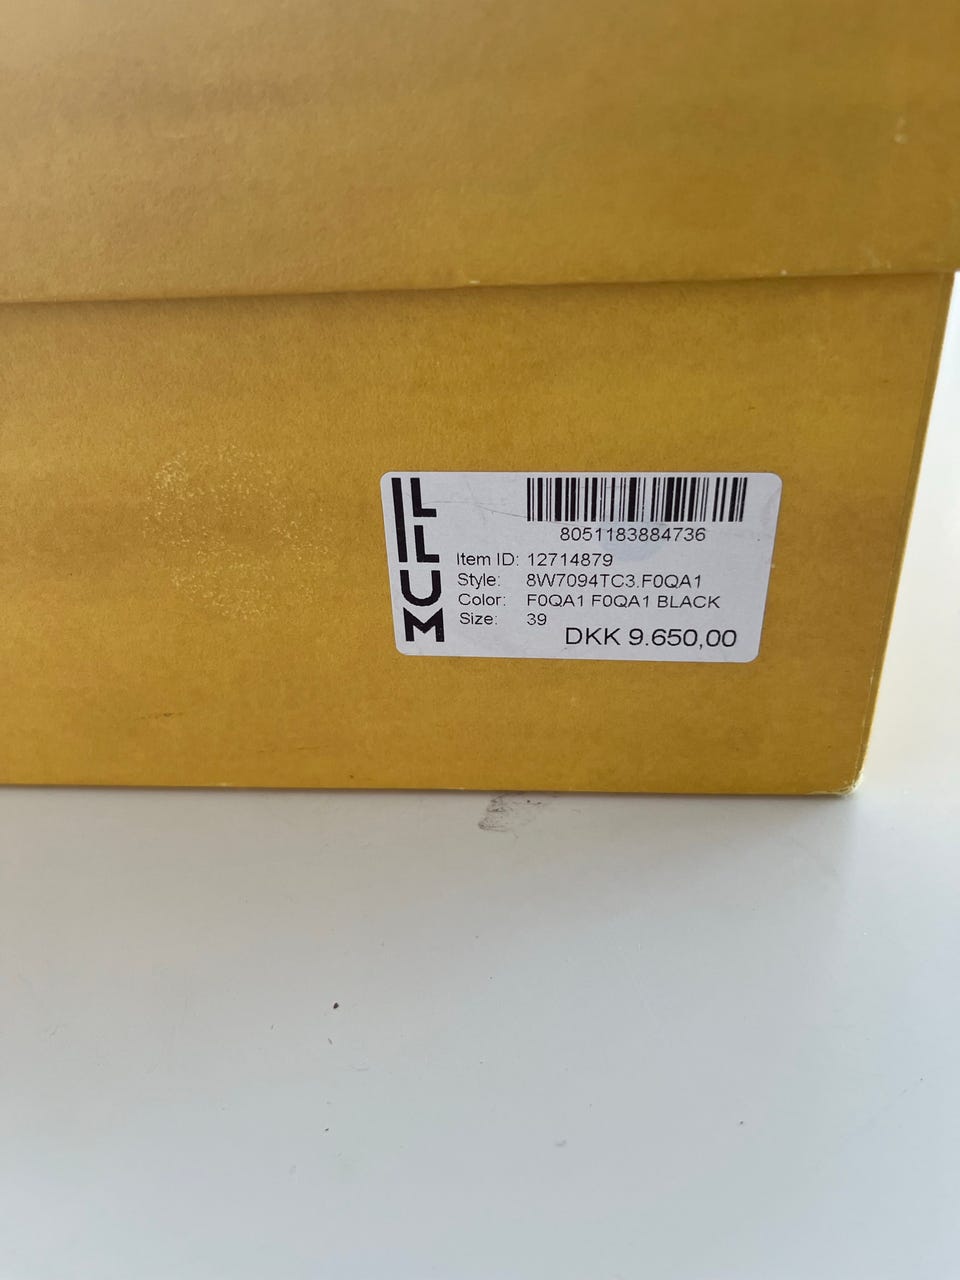 ILLUM
8051183884736
Item ID: 12714879
Style: 8W7094TC3.F0QA1
Color: F0QA1 F0QA1 BLACK
Size: 39
DKK 9.650,00